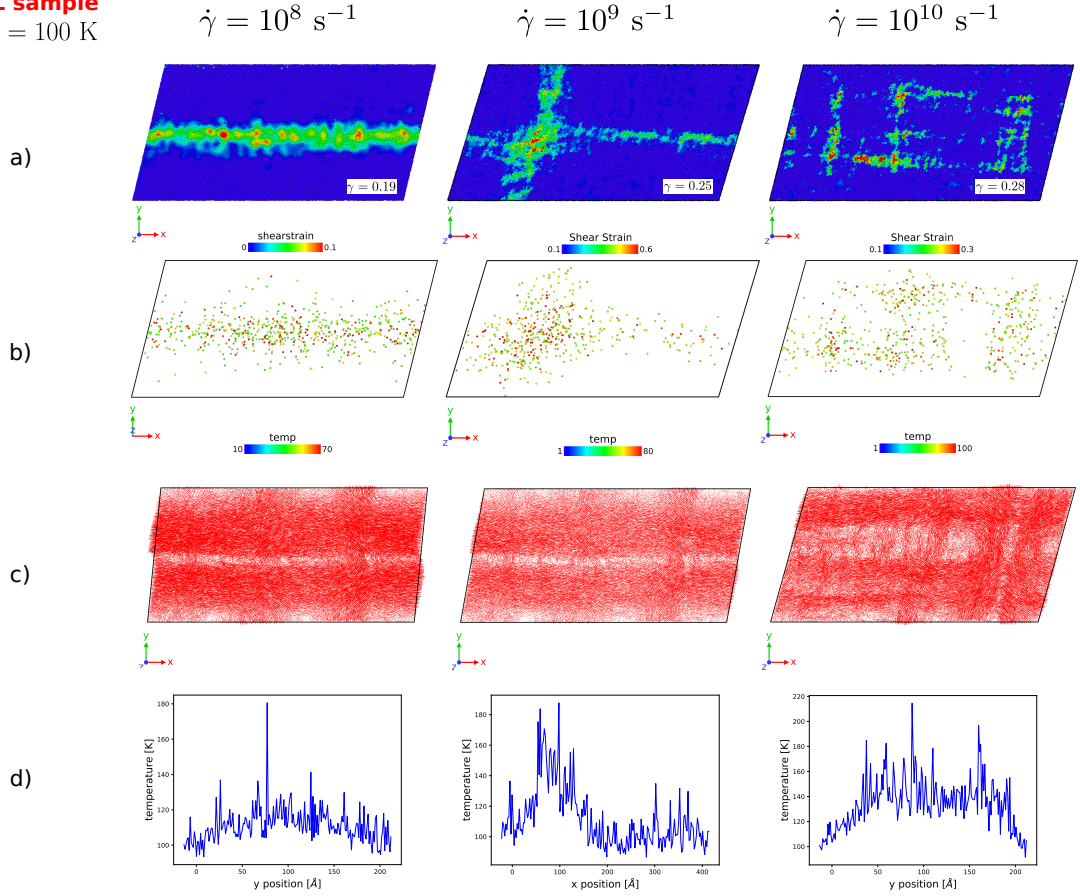 sample
= 100 K
γ̇ = 10⁸ s⁻¹
γ̇ = 10⁹ s⁻¹
γ̇ = 10¹⁰ s⁻¹
a)
γ = 0.19
γ = 0.25
γ = 0.28
y
z
x
y
z
x
y
z
x
shearstrain
0 0.1
Shear Strain
0.1 0.6
Shear Strain
0.1 0.3
b)
y
z
x
y
z
x
y
z
x
temp
10 70
temp
1 80
temp
1 100
c)
y
z
x
y
z
x
y
z
x
d)
temperature [K]
180
160
140
120
100
0 50 100 150 200
y position [Å]
temperature [K]
180
160
140
120
100
0 100 200 300 400
x position [Å]
temperature [K]
220
200
180
160
140
120
100
0 50 100 150 200
y position [Å]